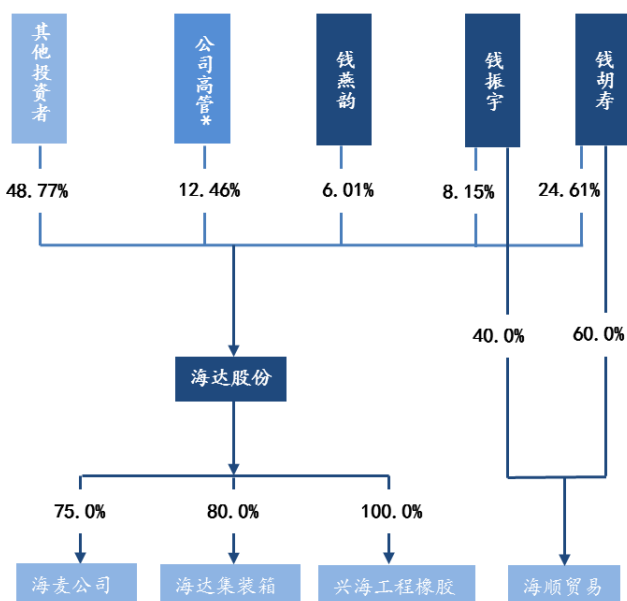 其他投资者
公司高管*
钱燕韵
钱振宇
钱胡寿
48.77%
12.46%
6.01%
8.15%
24.61%
40.0%
60.0%
海达股份
75.0%
80.0%
100.0%
海麦公司
海达集装箱
兴海工程橡胶
海顺贸易